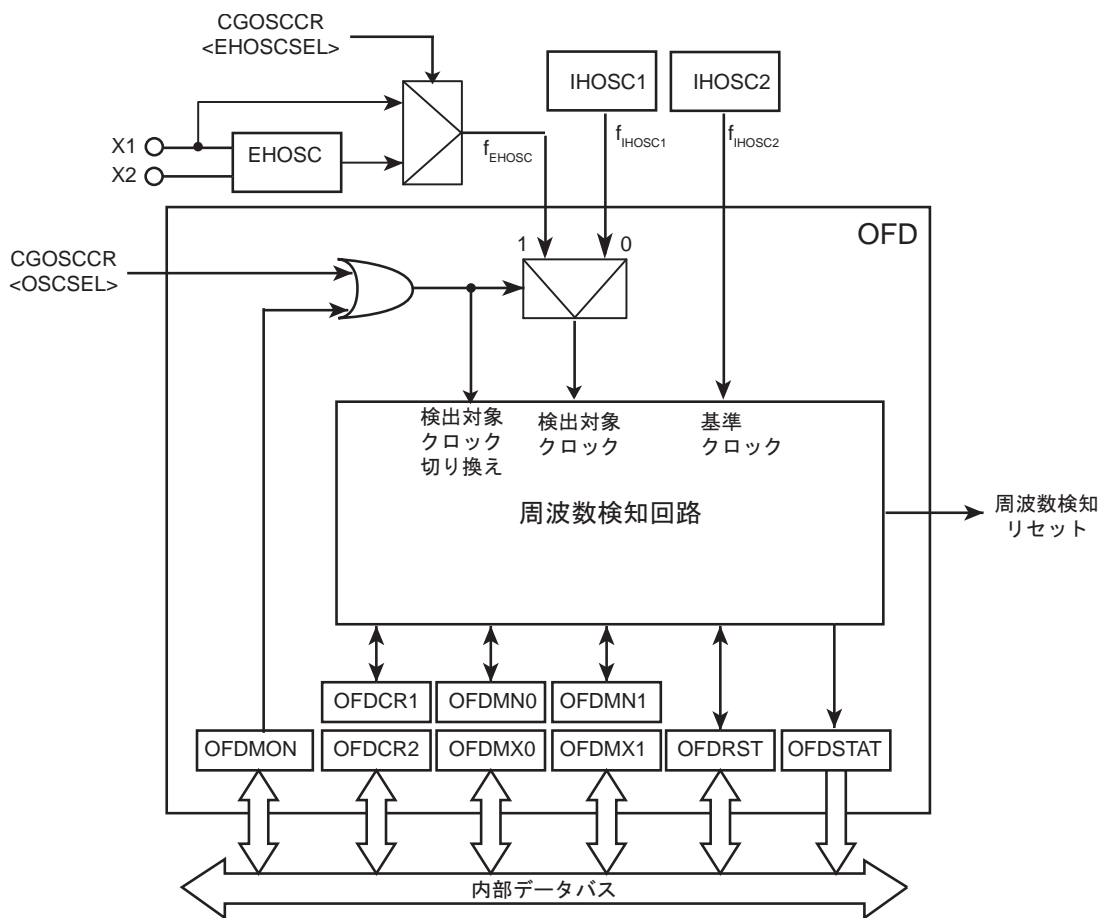 CGOSCCR
<EHOSCSEL>
IHOSC1
IHOSC2
X1
X2
EHOSC
fEHOSC
fIHOSC1
fIHOSC2
OFD
1
0
CGOSCCR
<OSCSEL>
検出対象
クロック
切り換え
検出対象
クロック
基準
クロック
周波数検知回路
周波数検知
リセット
OFDCR1
OFDMN0
OFDMN1
OFDMON
OFDCR2
OFDMX0
OFDMX1
OFDRST
OFDSTAT
内部データバス